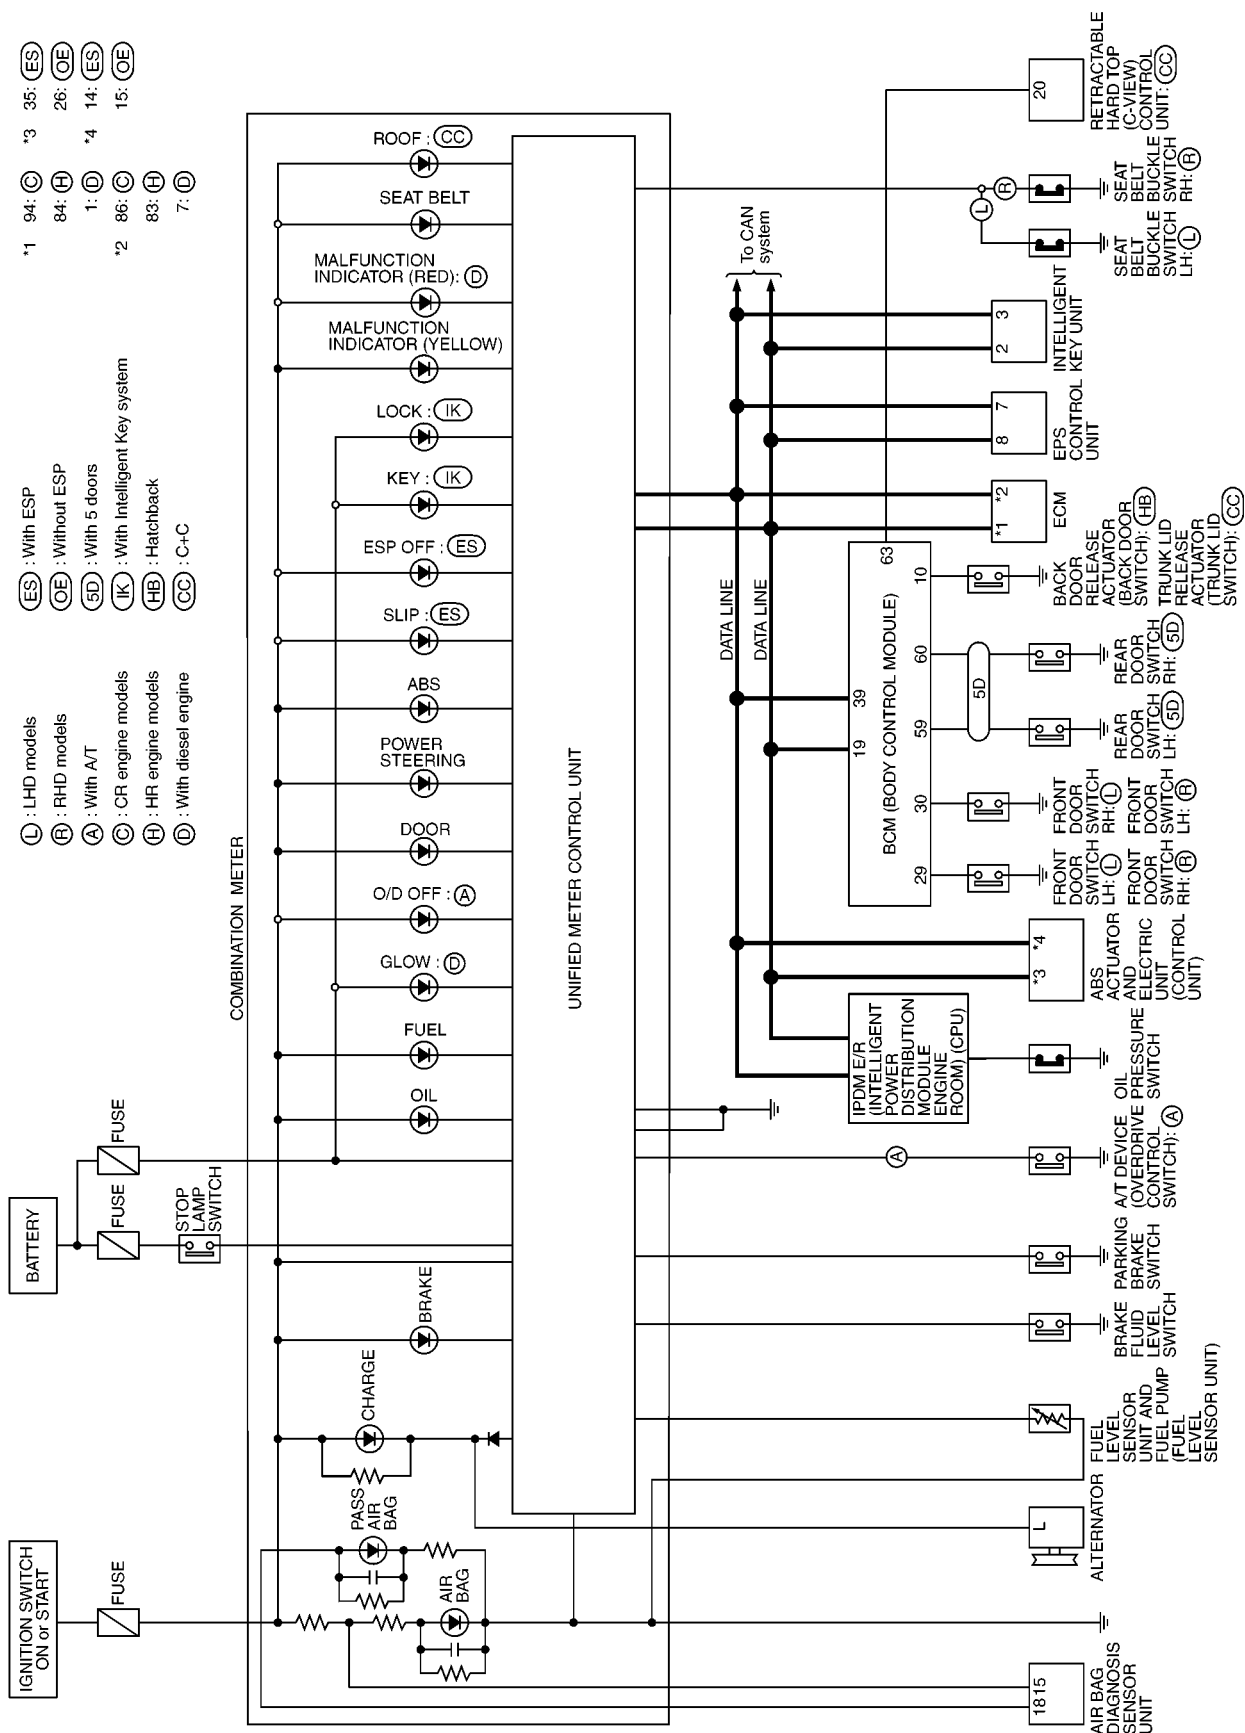 L : LHD models
R : RHD models
A : With A/T
C : CR engine models
H : HR engine models
D : With diesel engine
ES : With ESP
OE : Without ESP
5D : With 5 doors
IK : With Intelligent Key system
HB : Hatchback
CC : C+C
*1 94: C
84: H
1: D
*2 86: C
83: H
7: D
*3 35: ES
26: OE
*4 14: ES
15: OE
IGNITION SWITCH
ON or START
FUSE
BATTERY
FUSE
FUSE
STOP
LAMP
SWITCH
COMBINATION METER
AIR
BAG
PASS
AIR
BAG
CHARGE
BRAKE
OIL
FUEL
GLOW : D
O/D OFF : A
DOOR
POWER
STEERING
ABS
SLIP : ES
ESP OFF : ES
KEY : IK
LOCK : IK
MALFUNCTION
INDICATOR (YELLOW)
MALFUNCTION
INDICATOR (RED): D
SEAT BELT
ROOF : CC
UNIFIED METER CONTROL UNIT
DATA LINE
DATA LINE
To CAN
system
A
L
R
5D
1815
AIR BAG
DIAGNOSIS
SENSOR
UNIT
L
ALTERNATOR
FUEL
LEVEL
SENSOR
UNIT AND
FUEL PUMP
(FUEL
LEVEL
SENSOR UNIT)
BRAKE
FLUID
LEVEL
SWITCH
PARKING
BRAKE
SWITCH
A/T DEVICE
(OVERDRIVE
CONTROL
SWITCH): A
OIL
PRESSURE
SWITCH
IPDM E/R
(INTELLIGENT
POWER
DISTRIBUTION
MODULE
ENGINE
ROOM) (CPU)
*3 *4
ABS
ACTUATOR
AND
ELECTRIC
UNIT
(CONTROL
UNIT)
BCM (BODY CONTROL MODULE)
19 39
29 30 59 60 10 63
FRONT
DOOR
SWITCH
LH: L
FRONT
DOOR
SWITCH
RH: R
FRONT
DOOR
SWITCH
RH: L
FRONT
DOOR
SWITCH
LH: R
REAR
DOOR
SWITCH
LH: 5D
REAR
DOOR
SWITCH
RH: 5D
BACK
DOOR
RELEASE
ACTUATOR
(BACK DOOR
SWITCH): HB
TRUNK LID
RELEASE
ACTUATOR
(TRUNK LID
SWITCH): CC
*1 *2
ECM
8 7
EPS
CONTROL
UNIT
2 3
INTELLIGENT
KEY UNIT
SEAT
BELT
BUCKLE
SWITCH
LH: L
SEAT
BELT
BUCKLE
SWITCH
RH: R
20
RETRACTABLE
HARD TOP
(C-VIEW)
CONTROL
UNIT: CC